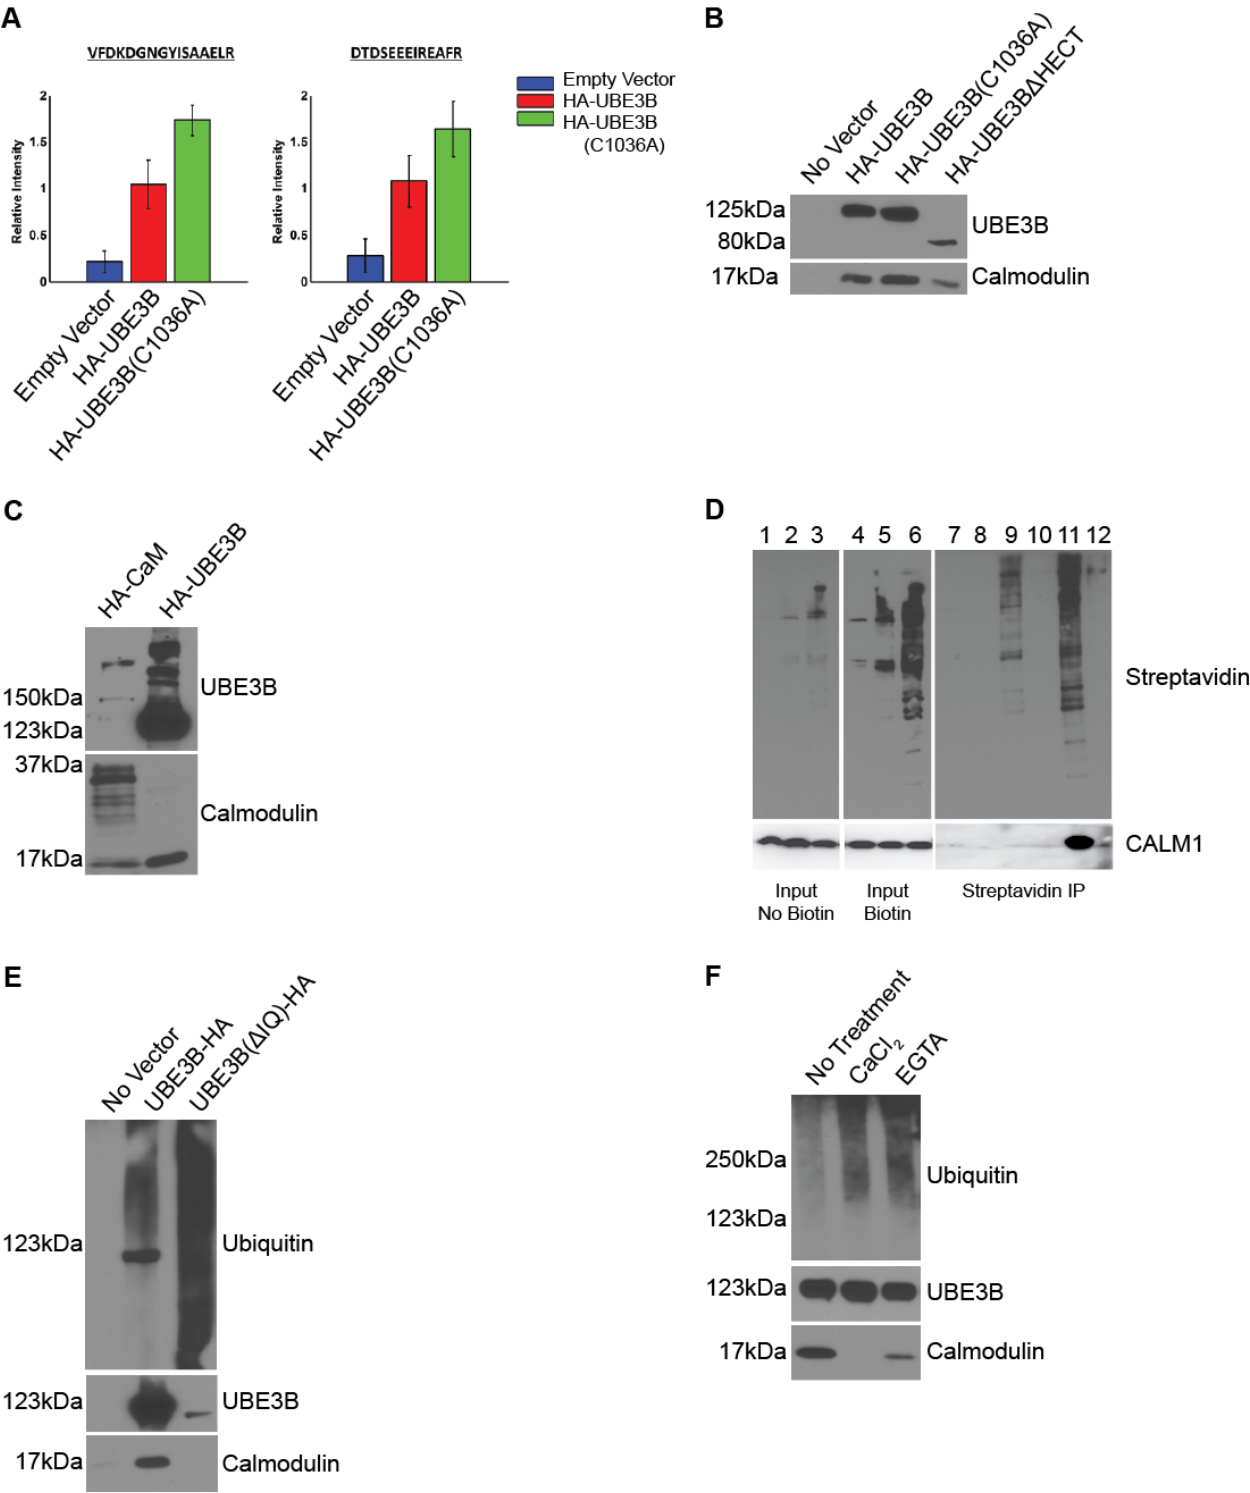 A
VFDKDGNGYISAAELR
DTDSEEEIREAFR
Empty Vector
HA-UBE3B
HA-UBE3B
(C1036A)
Relative Intensity
2
1.5
1
0.5
0
Empty Vector
HA-UBE3B
HA-UBE3B(C1036A)
Relative Intensity
2
1.5
1
0.5
0
Empty Vector
HA-UBE3B
HA-UBE3B(C1036A)
B
No Vector
HA-UBE3B
HA-UBE3B(C1036A)
HA-UBE3BΔHECT
125kDa
80kDa
UBE3B
17kDa
Calmodulin
C
HA-CaM
HA-UBE3B
150kDa
123kDa
UBE3B
37kDa
17kDa
Calmodulin
D
1 2 3 4 5 6 7 8 9 10 11 12
Streptavidin
CALM1
Input
No Biotin
Input
Biotin
Streptavidin IP
E
No Vector
UBE3B-HA
UBE3B(ΔIQ)-HA
123kDa
Ubiquitin
123kDa
UBE3B
17kDa
Calmodulin
F
No Treatment
CaCl2
EGTA
250kDa
123kDa
Ubiquitin
123kDa
UBE3B
17kDa
Calmodulin